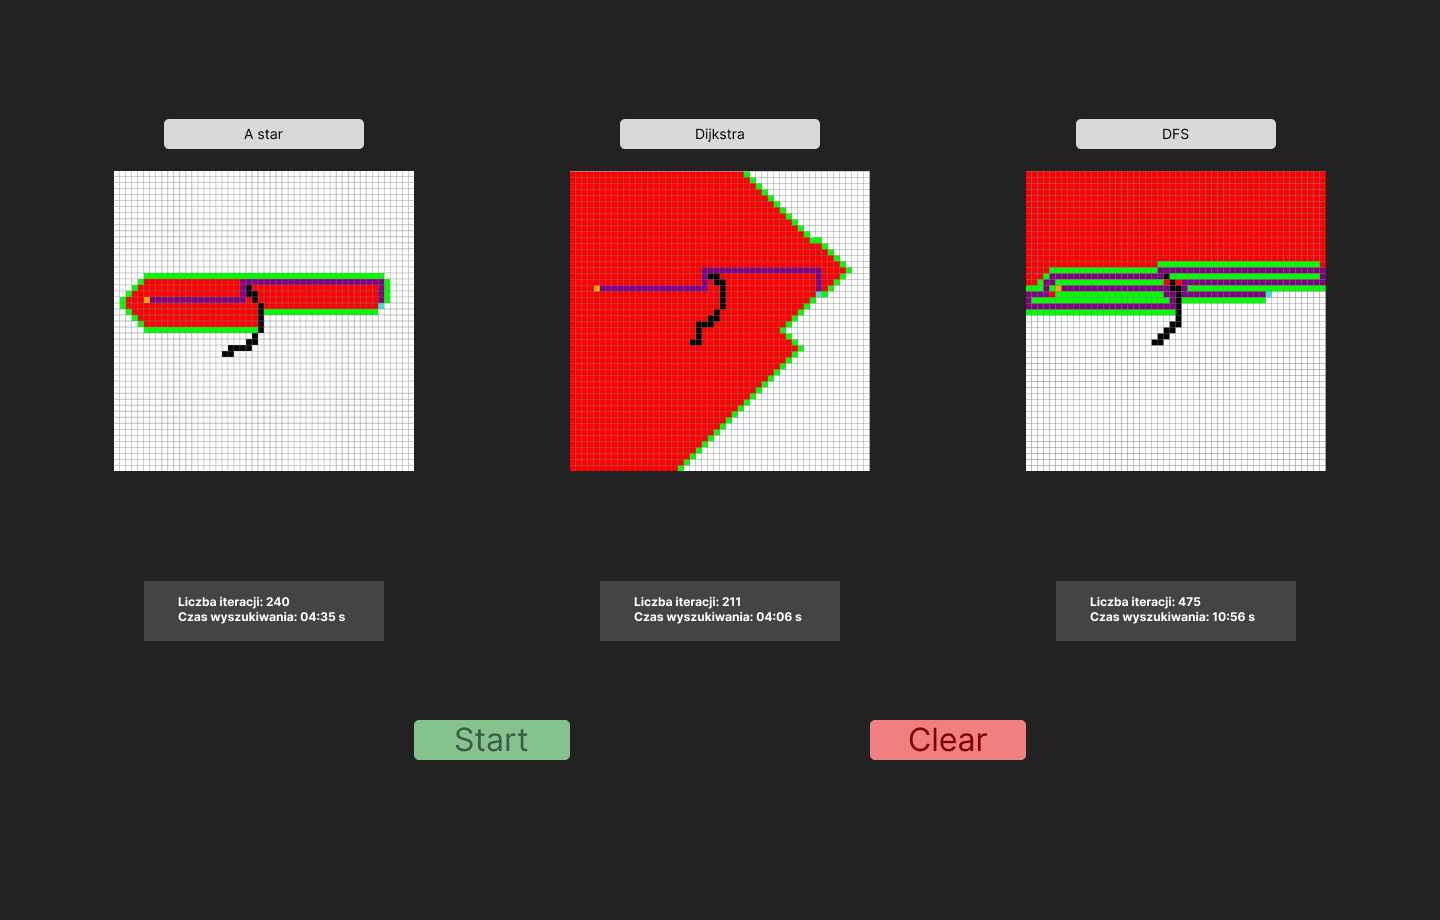 A star
Dijkstra
DFS
Liczba iteracji: 240
Czas wyszukiwania: 04:35 s
Liczba iteracji: 211
Czas wyszukiwania: 04:06 s
Liczba iteracji: 475
Czas wyszukiwania: 10:56 s
Start
Clear